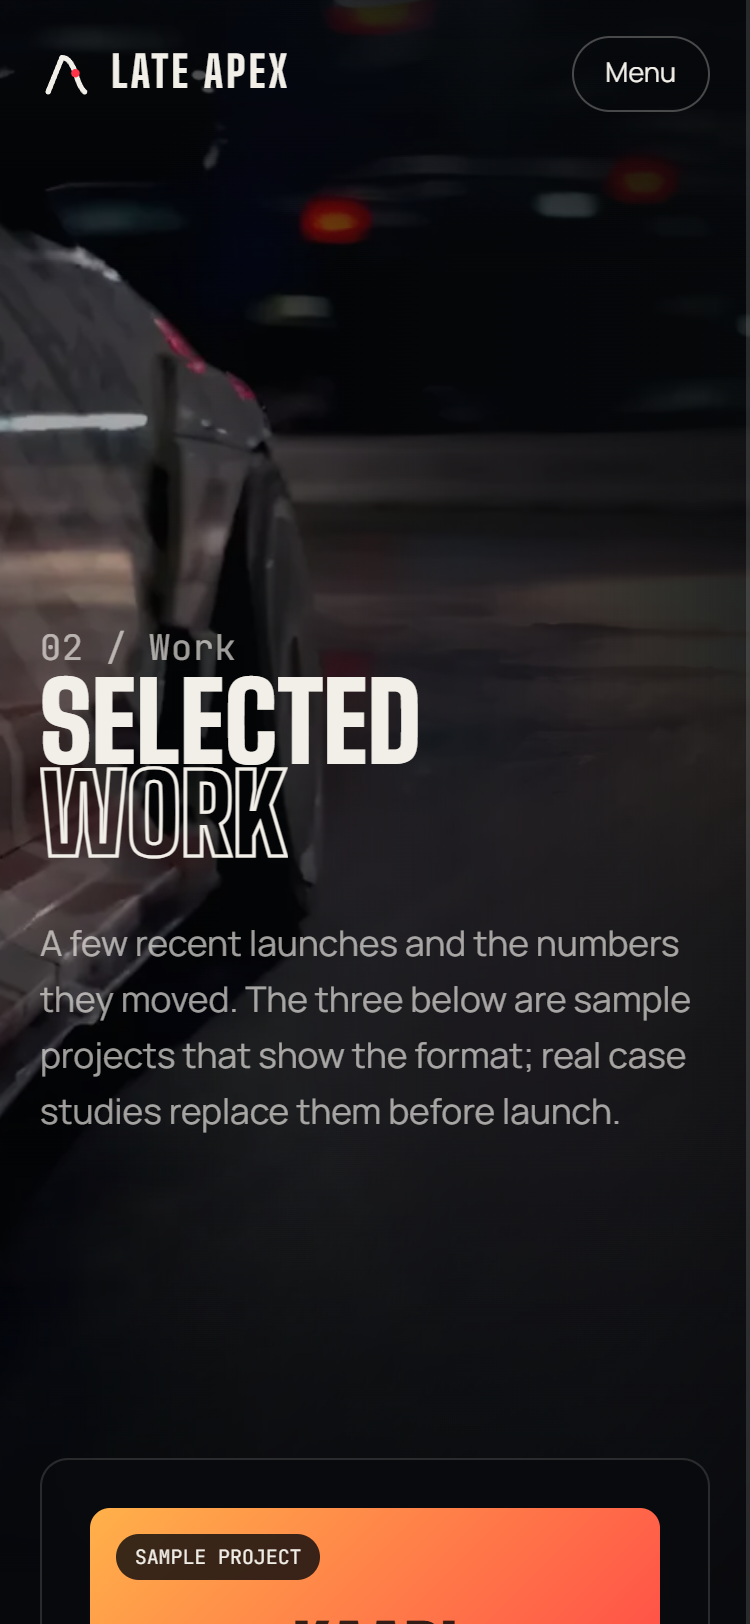 LATE APEX
Menu
02 / Work
SELECTED
WORK
A few recent launches and the numbers
they moved. The three below are sample
projects that show the format; real case
studies replace them before launch.
SAMPLE PROJECT